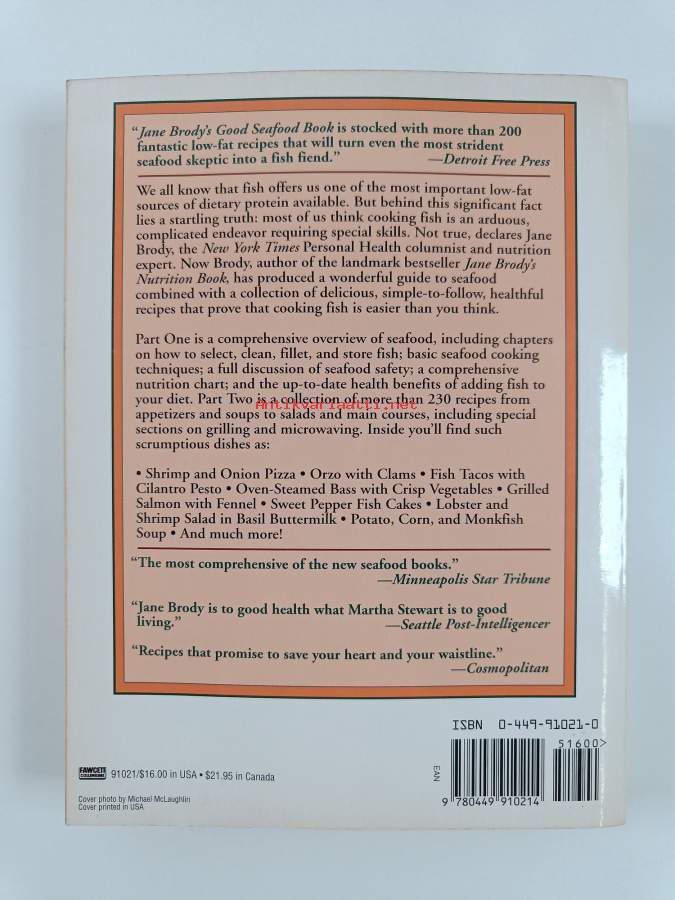 “Jane Brody's Good Seafood Book is stocked with more than 200
fantastic low-fat recipes that will turn even the most strident
seafood skeptic into a fish fiend.” —Detroit Free Press
We all know that fish offers us one of the most important low-fat
sources of dietary protein available. But behind this significant fact
lies a startling truth: most of us think cooking fish is an arduous,
complicated endeavor requiring special skills. Not true, declares Jane
Brody, the New York Times Personal Health columnist and nutrition
expert. Now Brody, author of the landmark bestseller Jane Brody's
Nutrition Book, has produced a wonderful guide to seafood
combined with a collection of delicious, simple-to-follow, healthful
recipes that prove that cooking fish is easier than you think.
Part One is a comprehensive overview of seafood, including chapters
on how to select, clean, fillet, and store fish; basic seafood cooking
techniques; a full discussion of seafood safety; a comprehensive
nutrition chart; and the up-to-date health benefits of adding fish to
your diet. Part Two is a collection of more than 230 recipes from
Antikvariaatti.net
appetizers and soups to salads and main courses, including special
sections on grilling and microwaving. Inside you'll find such
scrumptious dishes as:
• Shrimp and Onion Pizza • Orzo with Clams • Fish Tacos with
Cilantro Pesto • Oven-Steamed Bass with Crisp Vegetables • Grilled
Salmon with Fennel • Sweet Pepper Fish Cakes • Lobster and
Shrimp Salad in Basil Buttermilk • Potato, Corn, and Monkfish
Soup • And much more!
“The most comprehensive of the new seafood books.”
—Minneapolis Star Tribune
“Jane Brody is to good health what Martha Stewart is to good
living.” —Seattle Post-Intelligencer
“Recipes that promise to save your heart and your waistline.”
—Cosmopolitan
ISBN 0-449-91021-0
51600>
EAN
9 780449 910214
FAWCETT
COLUMBINE
91021/$16.00 in USA • $21.95 in Canada
Cover photo by Michael McLaughlin
Cover printed in USA